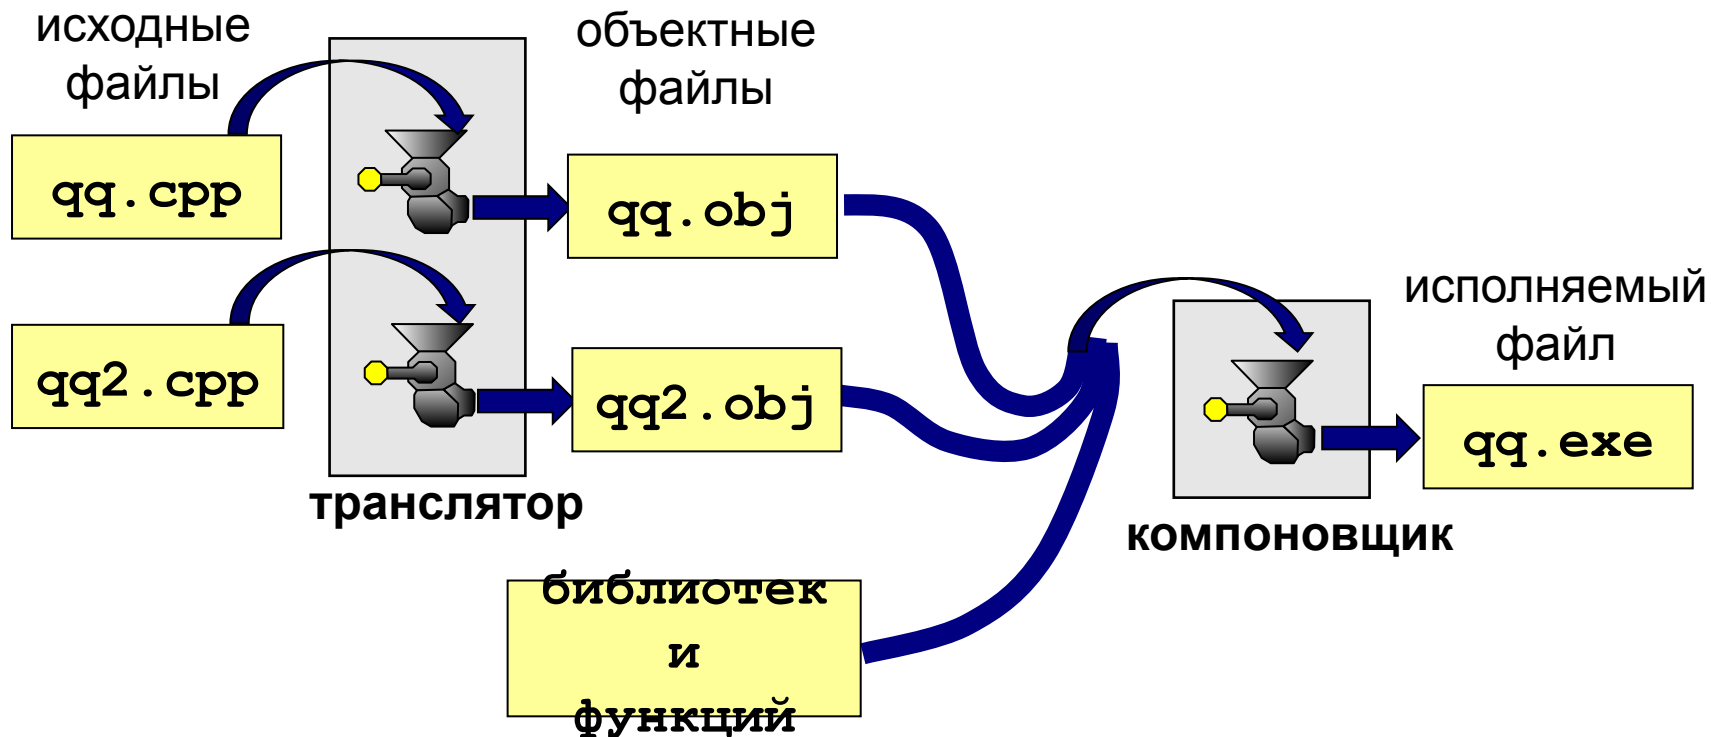 исходные
файлы
объектные
файлы
qq.cpp
qq.obj
qq2.cpp
qq2.obj
транслятор
исполняемый
файл
qq.exe
компоновщик
библиотек
и
функций